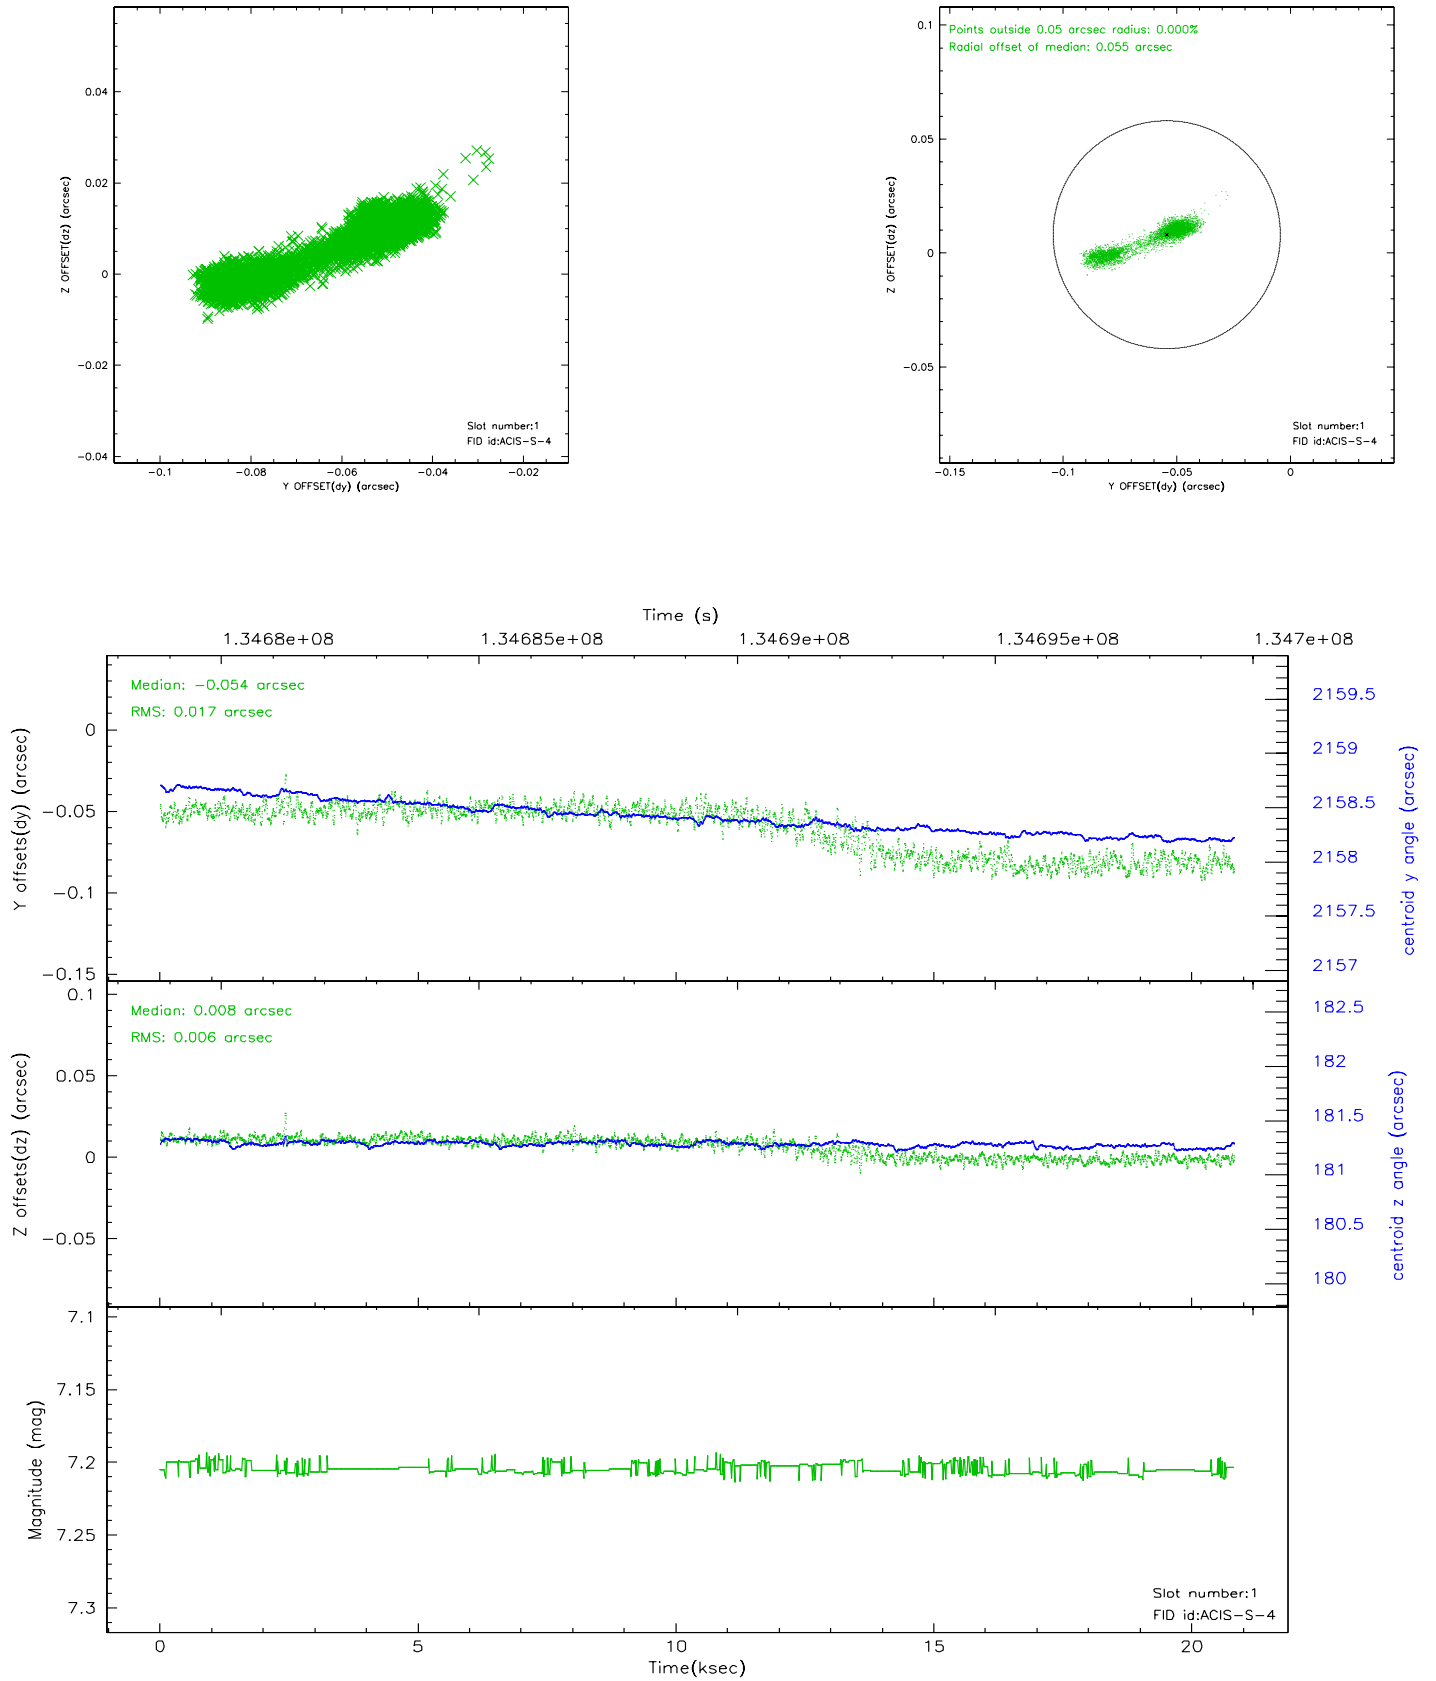 0.04
0.02
0
−0.02
−0.04
Z OFFSET(dz) (arcsec)
−0.1
−0.08
−0.06
−0.04
−0.02
Y OFFSET(dy) (arcsec)
Slot number:1
FID id:ACIS−S−4
Points outside 0.05 arcsec radius: 0.000%
Radial offset of median: 0.055 arcsec
0.1
0.05
0
−0.05
Z OFFSET(dz) (arcsec)
−0.15
−0.1
−0.05
0
Y OFFSET(dy) (arcsec)
Slot number:1
FID id:ACIS−S−4
Time (s)
1.3468e+08
1.34685e+08
1.3469e+08
1.34695e+08
1.347e+08
Median: −0.054 arcsec
RMS: 0.017 arcsec
0
−0.05
−0.1
−0.15
Y offsets(dy) (arcsec)
2159.5
2159
2158.5
2158
2157.5
2157
centroid y angle (arcsec)
Median: 0.008 arcsec
RMS: 0.006 arcsec
0.1
0.05
0
−0.05
Z offsets(dz) (arcsec)
182.5
182
181.5
181
180.5
180
centroid z angle (arcsec)
7.1
7.15
7.2
7.25
7.3
Magnitude (mag)
Slot number:1
FID id:ACIS−S−4
0
5
10
15
20
Time(ksec)